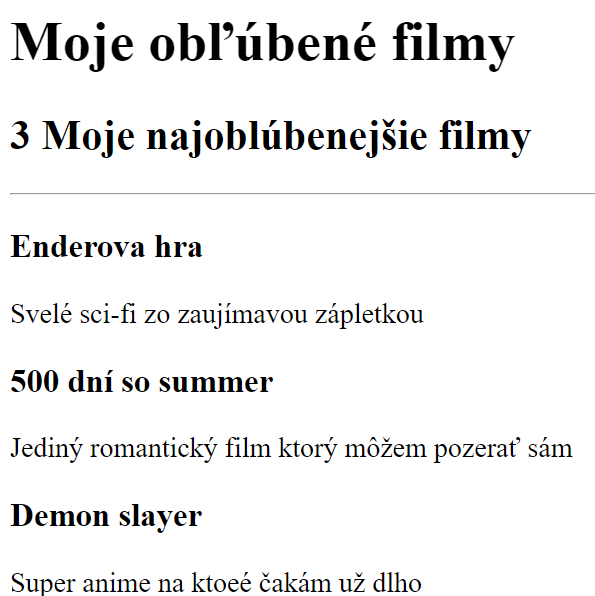 Moje obľúbené filmy
3 Moje najoblúbenejšie filmy
Enderova hra
Svelé sci-fi zo zaujímavou zápletkou
500 dní so summer
Jediný romantický film ktorý môžem pozerať sám
Demon slayer
Super anime na ktoeé čakám už dlho